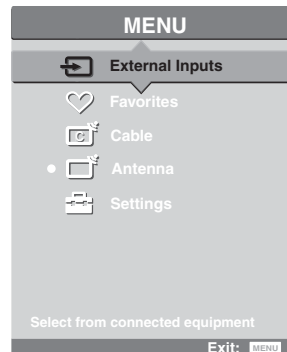 MENU
External Inputs
Favorites
C Cable
Antenna
Settings
Select from connected equipment
Exit: MENU